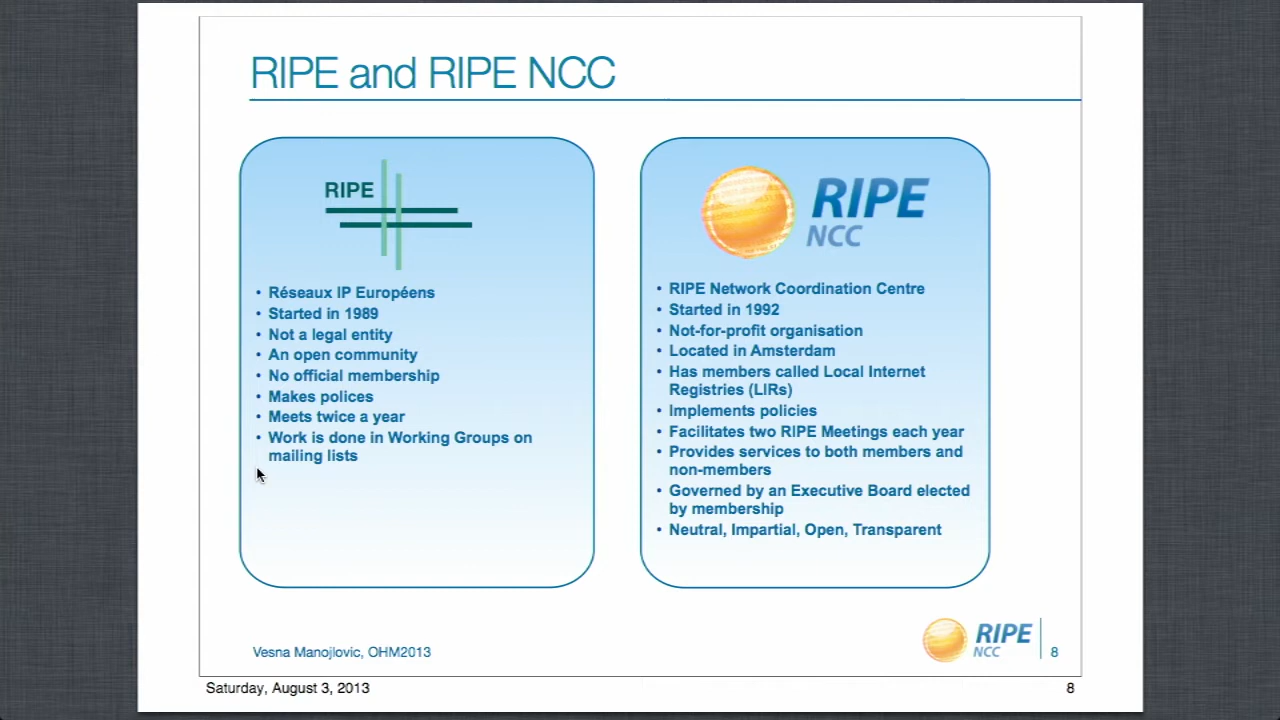 RIPE and RIPE NCC
RIPE
• Réseaux IP Européens
• Started in 1989
• Not a legal entity
• An open community
• No official membership
• Makes polices
• Meets twice a year
• Work is done in Working Groups on
mailing lists
RIPE
NCC
• RIPE Network Coordination Centre
• Started in 1992
• Not-for-profit organisation
• Located in Amsterdam
• Has members called Local Internet
Registries (LIRs)
• Implements policies
• Facilitates two RIPE Meetings each year
• Provides services to both members and
non-members
• Governed by an Executive Board elected
by membership
• Neutral, Impartial, Open, Transparent
Vesna Manojlovic, OHM2013
RIPE
NCC
8
Saturday, August 3, 2013
8